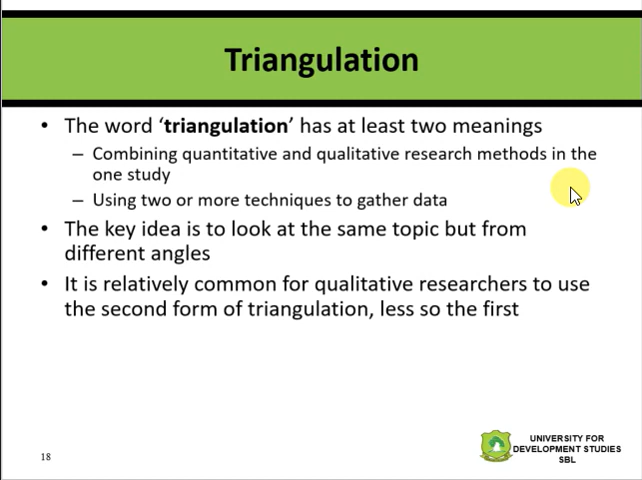 Triangulation
• The word ‘triangulation’ has at least two meanings
– Combining quantitative and qualitative research methods in the
one study
– Using two or more techniques to gather data
• The key idea is to look at the same topic but from
different angles
• It is relatively common for qualitative researchers to use
the second form of triangulation, less so the first
18
UNIVERSITY FOR
DEVELOPMENT STUDIES
SBL